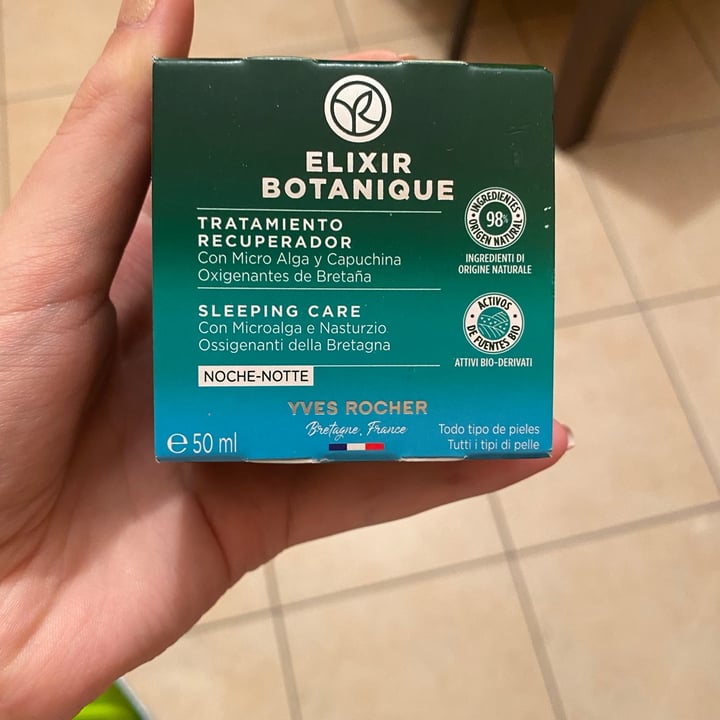 ELIXIR
BOTANIQUE
TRATAMIENTO
RECUPERADOR
Con Micro Alga y Capuchina
Oxigenantes de Bretaña
SLEEPING CARE
Con Microalga e Nasturzio
Ossigenanti della Bretagna
NOCHE-NOTTE
INGREDIENTES
98%
ORIGEN NATURAL
INGREDIENTI DI
ORIGINE NATURALE
ACTIVOS
DE FUENTES BIO
ATTIVI BIO-DERIVATI
YVES ROCHER
Bretagne, France
e 50 ml
Todo tipo de pieles
Tutti i tipi di pelle